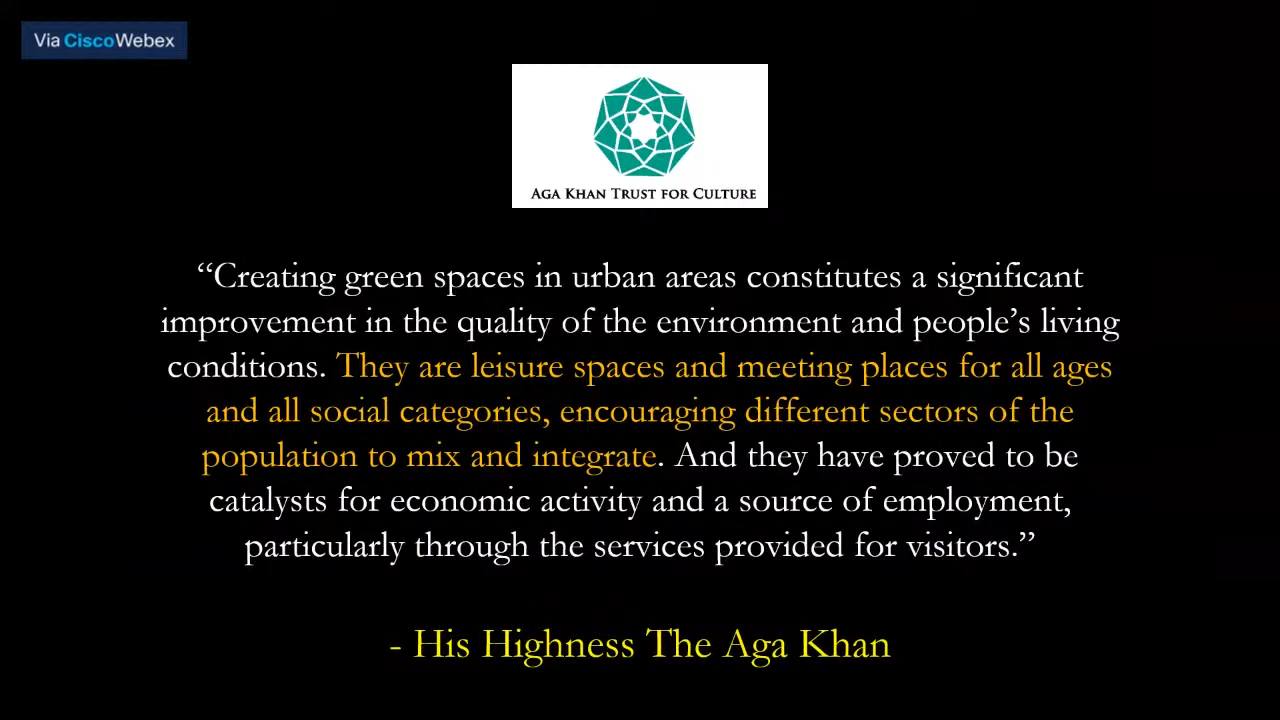 Via CiscoWebex
AGA KHAN TRUST FOR CULTURE
“Creating green spaces in urban areas constitutes a significant
improvement in the quality of the environment and people’s living
conditions. They are leisure spaces and meeting places for all ages
and all social categories, encouraging different sectors of the
population to mix and integrate. And they have proved to be
catalysts for economic activity and a source of employment,
particularly through the services provided for visitors.”
- His Highness The Aga Khan